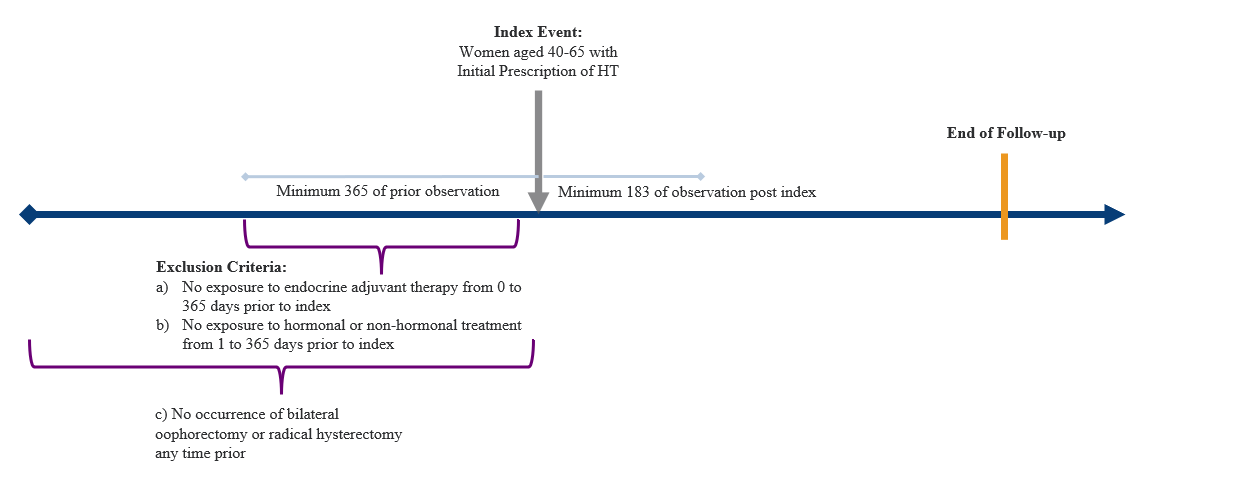 Index Event:
Women aged 40-65 with
Initial Prescription of HT
End of Follow-up
Minimum 365 of prior observation
Minimum 183 of observation post index
Exclusion Criteria:
a) No exposure to endocrine adjuvant therapy from 0 to
365 days prior to index
b) No exposure to hormonal or non-hormonal treatment
from 1 to 365 days prior to index
c) No occurrence of bilateral
oophorectomy or radical hysterectomy
any time prior